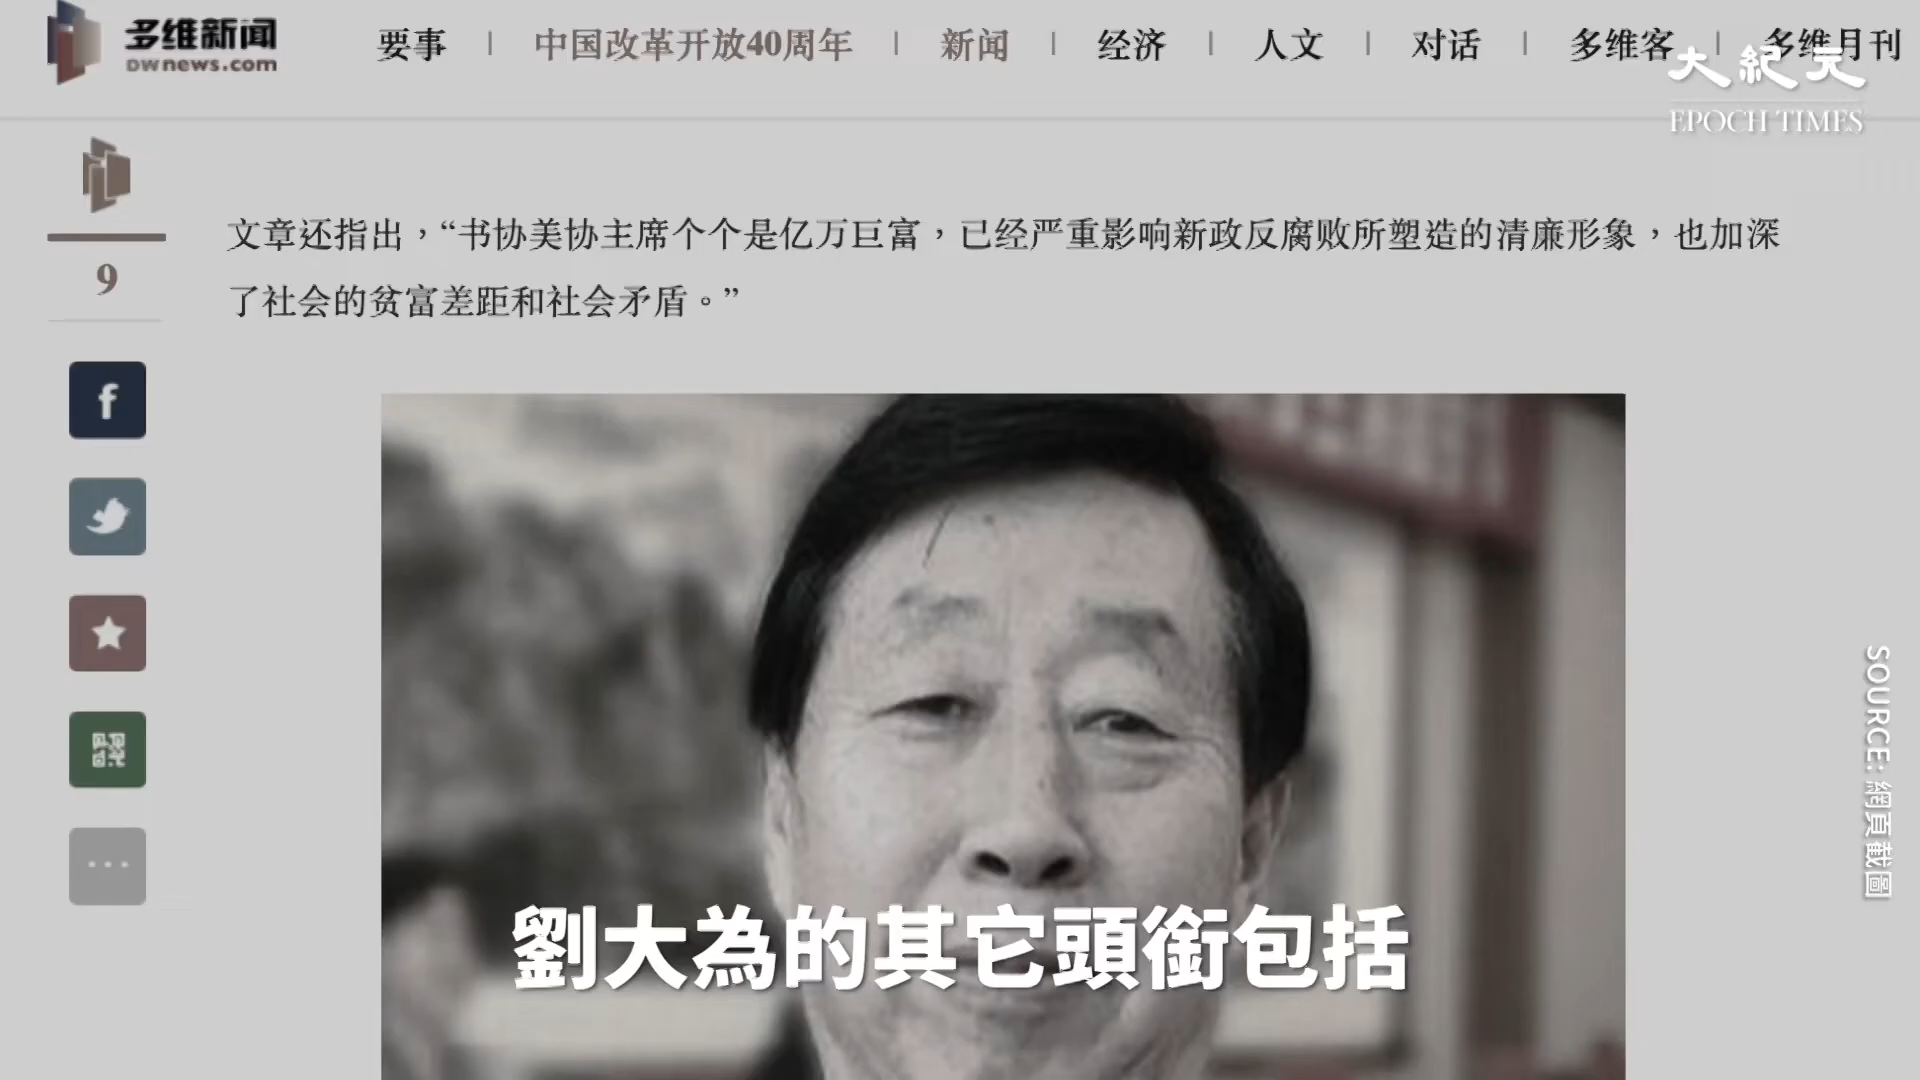 多维新闻
DWnews.com
要事 | 中国改革开放40周年 | 新闻 | 经济 | 人文 | 对话 | 多维客 | 多维月刊
大紀元
EPOCH TIMES
9
文章还指出，“书协美协主席个个是亿万巨富，已经严重影响新政反腐败所塑造的清廉形象，也加深
了社会的贫富差距和社会矛盾。”
f
SOURCE: 網頁截圖
劉大為的其它頭銜包括